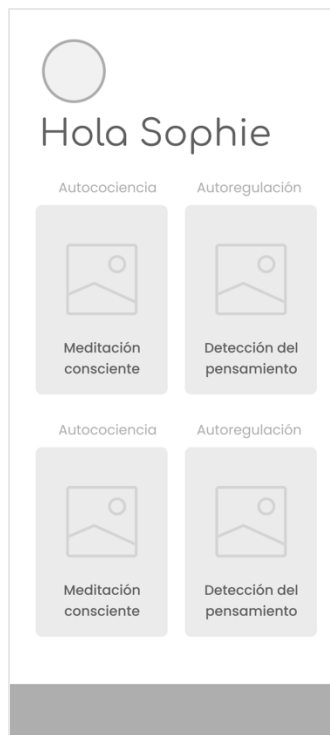 Hola Sophie
Autocociencia
Autoregulación
Meditación
consciente
Detección del
pensamiento
Autocociencia
Autoregulación
Meditación
consciente
Detección del
pensamiento